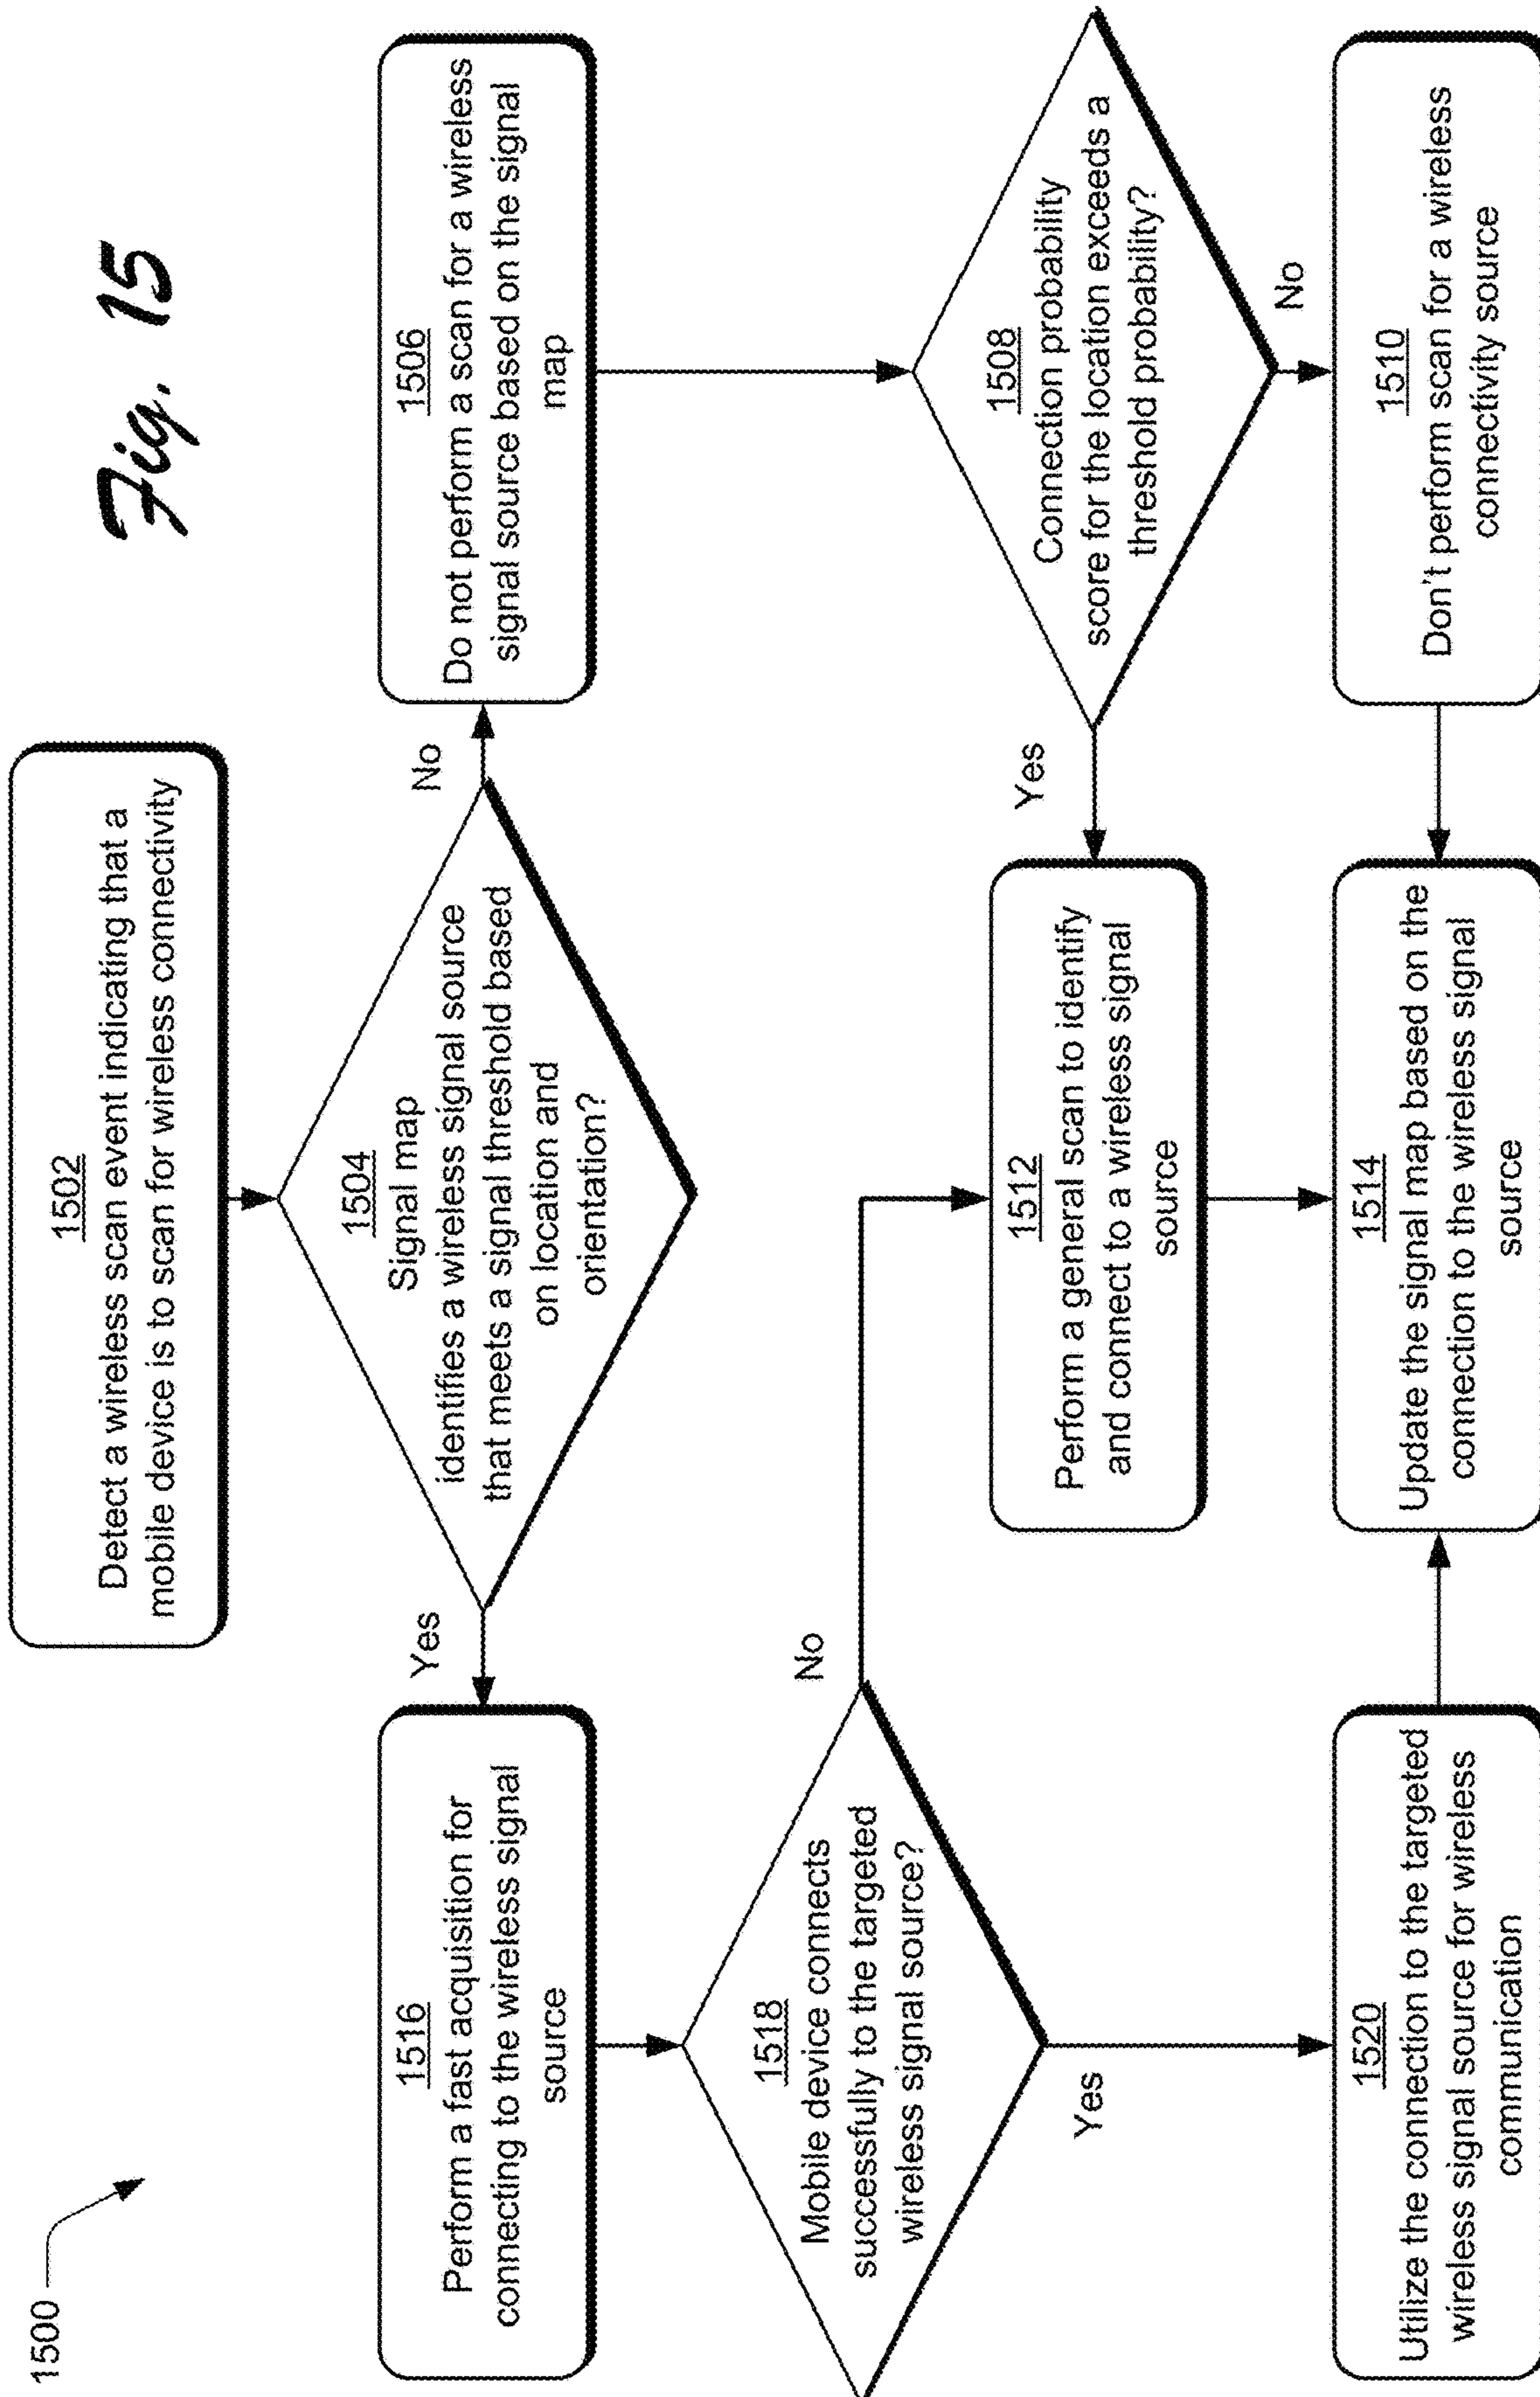 1500
Fig. 15
1502
Detect a wireless scan event indicating that a
mobile device is to scan for wireless connectivity
1504
Signal map
identifies a wireless signal source
that meets a signal threshold based
on location and
orientation?
Yes
No
1516
Perform a fast acquisition for
connecting to the wireless signal
source
1506
Do not perform a scan for a wireless
signal source based on the signal
map
1518
Mobile device connects
successfully to the targeted
wireless signal source?
No
Yes
1508
Connection probability
score for the location exceeds a
threshold probability?
Yes
No
1512
Perform a general scan to identify
and connect to a wireless signal
source
1520
Utilize the connection to the targeted
wireless signal source for wireless
communication
1514
Update the signal map based on the
connection to the wireless signal
source
1510
Don't perform scan for a wireless
connectivity source